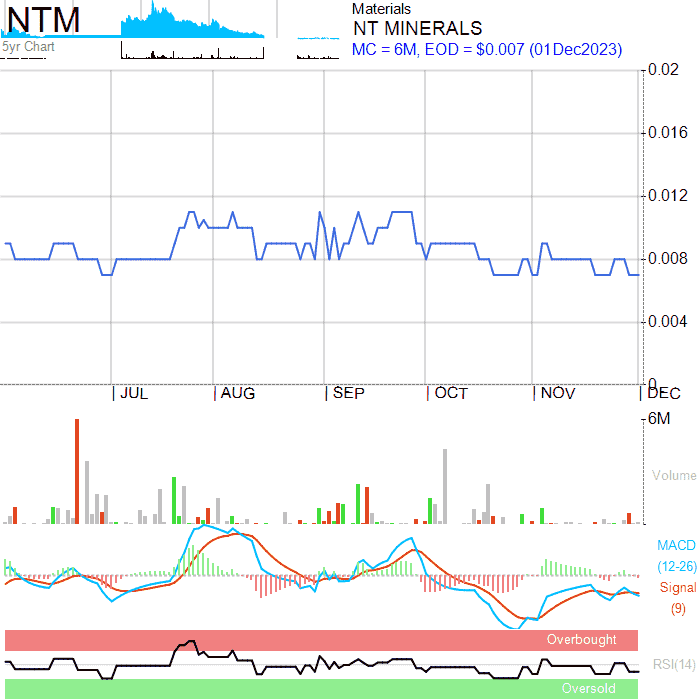 NTM
5yr Chart
Materials
NT MINERALS
MC = 6M, EOD = $0.007 (01Dec2023)
0.02
0.016
0.012
0.008
0.004
0
JUL AUG SEP OCT NOV DEC
6M
Volume
MACD
(12-26)
Signal
(9)
Overbought
RSI(14)
Oversold